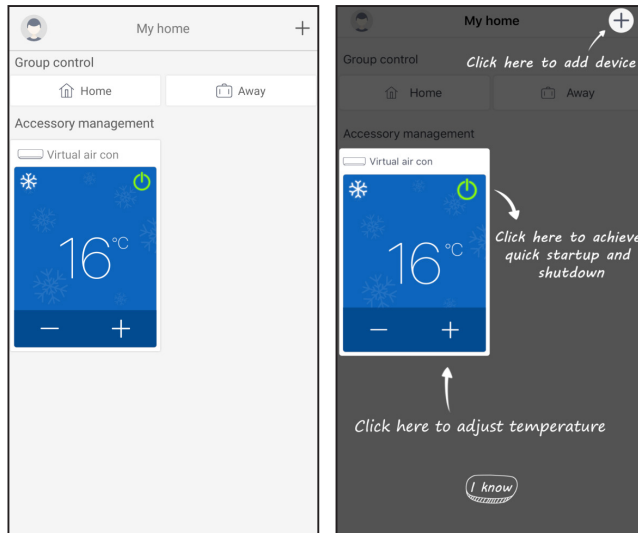 My home
Group control
Home
Away
Accessory management
Virtual air con
16°C
My home
Group control
Click here to add device
Home
Away
Accessory management
Virtual air con
16°C
Click here to achieve
quick startup and
shutdown
Click here to adjust temperature
I know